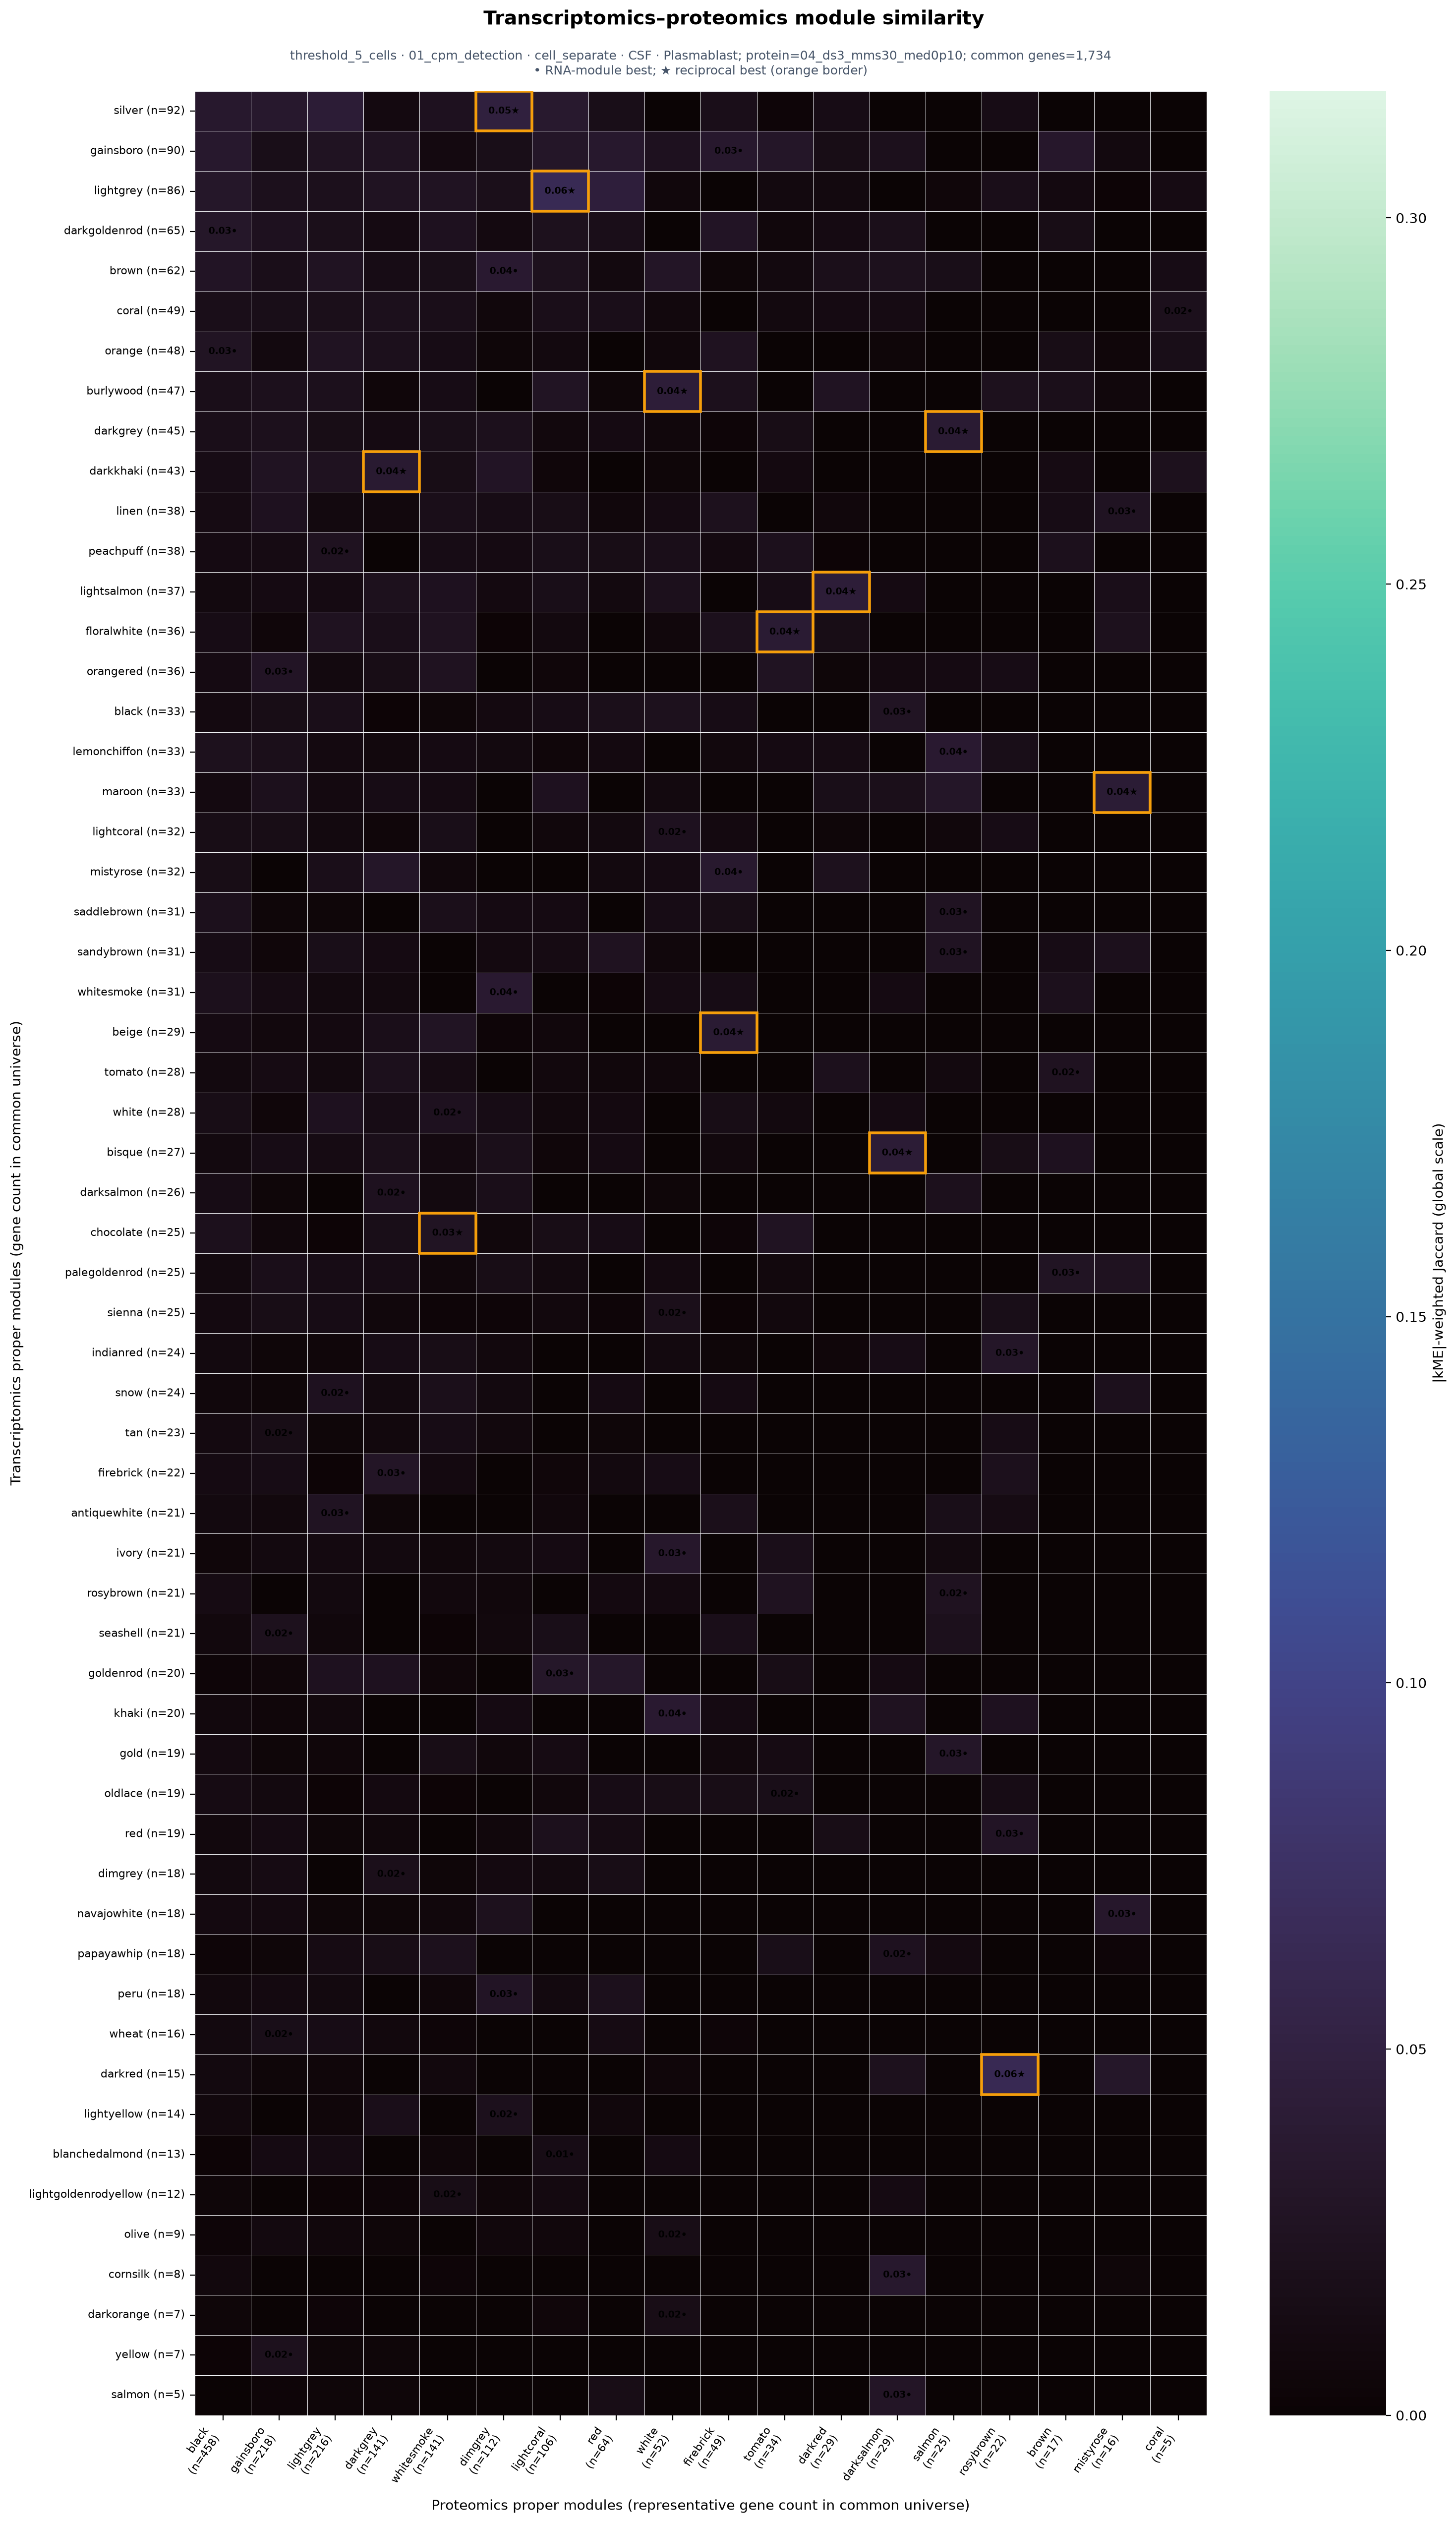 Transcriptomics–proteomics module similarity
threshold_5_cells · 01_cpm_detection · cell_separate · CSF · Plasmablast; protein=04_ds3_mms30_med0p10; common genes=1,734
• RNA-module best; ★ reciprocal best (orange border)
silver (n=92) 0.05★
gainsboro (n=90) 0.03•
lightgrey (n=86) 0.06★
darkgoldenrod (n=65) 0.03•
brown (n=62) 0.04•
coral (n=49) 0.02•
orange (n=48) 0.03•
burlywood (n=47) 0.04★
darkgrey (n=45) 0.04★
darkkhaki (n=43) 0.04★
linen (n=38) 0.03•
peachpuff (n=38) 0.02•
lightsalmon (n=37) 0.04★
floralwhite (n=36) 0.04★
orangered (n=36) 0.03•
black (n=33) 0.03•
lemonchiffon (n=33) 0.04•
maroon (n=33) 0.04★
lightcoral (n=32) 0.02•
mistyrose (n=32) 0.04•
saddlebrown (n=31) 0.03•
sandybrown (n=31) 0.03•
whitesmoke (n=31) 0.04•
beige (n=29) 0.04★
tomato (n=28) 0.02•
white (n=28) 0.02•
bisque (n=27) 0.04★
darksalmon (n=26) 0.02•
chocolate (n=25) 0.03★
palegoldenrod (n=25) 0.03•
sienna (n=25) 0.02•
indianred (n=24) 0.03•
snow (n=24) 0.02•
tan (n=23) 0.02•
firebrick (n=22) 0.03•
antiquewhite (n=21) 0.03•
ivory (n=21) 0.03•
rosybrown (n=21) 0.02•
seashell (n=21) 0.02•
goldenrod (n=20) 0.03•
khaki (n=20) 0.04•
gold (n=19) 0.03•
oldlace (n=19) 0.02•
red (n=19) 0.03•
dimgrey (n=18) 0.02•
navajowhite (n=18) 0.03•
papayawhip (n=18) 0.02•
peru (n=18) 0.03•
wheat (n=16) 0.02•
darkred (n=15) 0.06★
lightyellow (n=14) 0.02•
blanchedalmond (n=13) 0.01•
lightgoldenrodyellow (n=12) 0.02•
olive (n=9) 0.02•
cornsilk (n=8) 0.03•
darkorange (n=7) 0.02•
yellow (n=7) 0.02•
salmon (n=5) 0.03•
Transcriptomics proper modules (gene count in common universe)
black
(n=458)
gainsboro
(n=218)
lightgrey
(n=216)
darkgrey
(n=141)
whitesmoke
(n=141)
dimgrey
(n=112)
lightcoral
(n=106)
red
(n=64)
white
(n=52)
firebrick
(n=49)
tomato
(n=34)
darkred
(n=29)
darksalmon
(n=29)
salmon
(n=25)
rosybrown
(n=22)
brown
(n=17)
mistyrose
(n=16)
coral
(n=5)
Proteomics proper modules (representative gene count in common universe)
0.30
0.25
0.20
0.15
0.10
0.05
0.00
|kME|-weighted Jaccard (global scale)